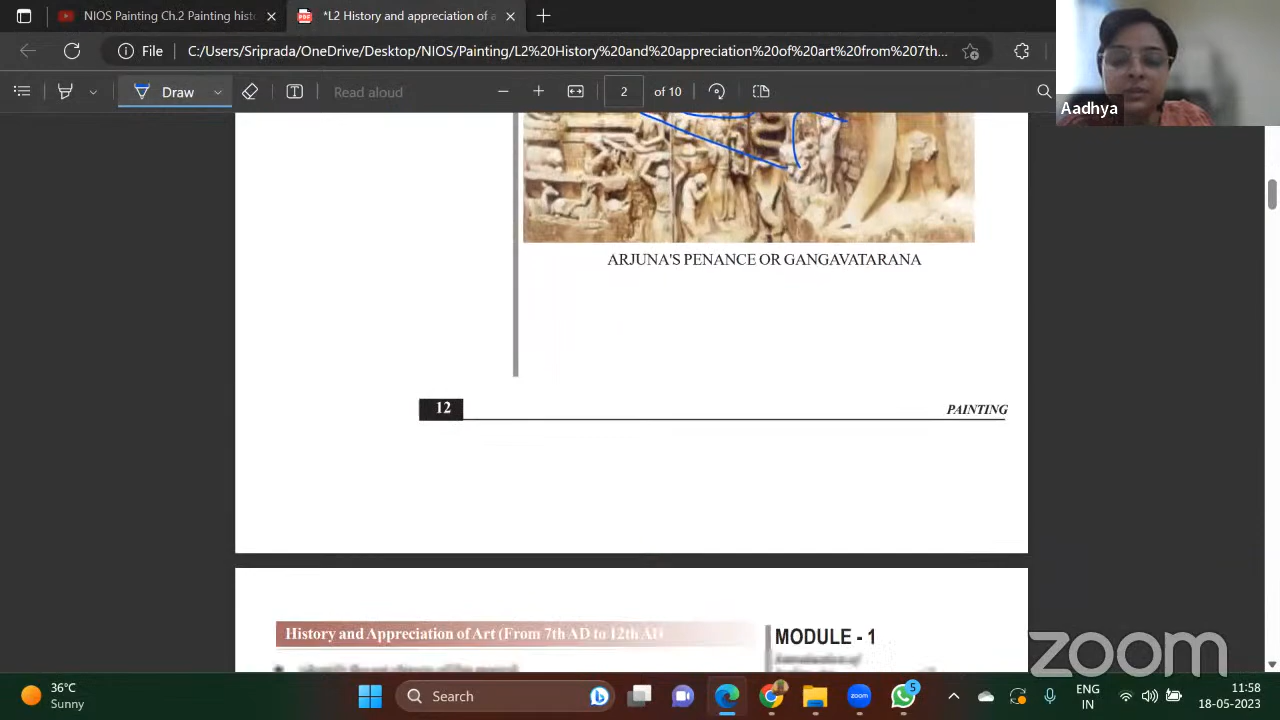 NIOS Painting Ch.2 Painting hist
*L2 History and appreciation of a
File
C:/Users/Sriprada/OneDrive/Desktop/NIOS/Painting/L2%20History%20and%20appreciation%20of%20art%20from%207th...
Draw
Read aloud
2
of 10
Aadhya
ARJUNA'S PENANCE OR GANGAVATARANA
12
PAINTING
History and Appreciation of Art (From 7th AD to 12th AD
MODULE - 1
zoom
36°C
Sunny
Search
zoom
5
ENG
IN
11:58
18-05-2023